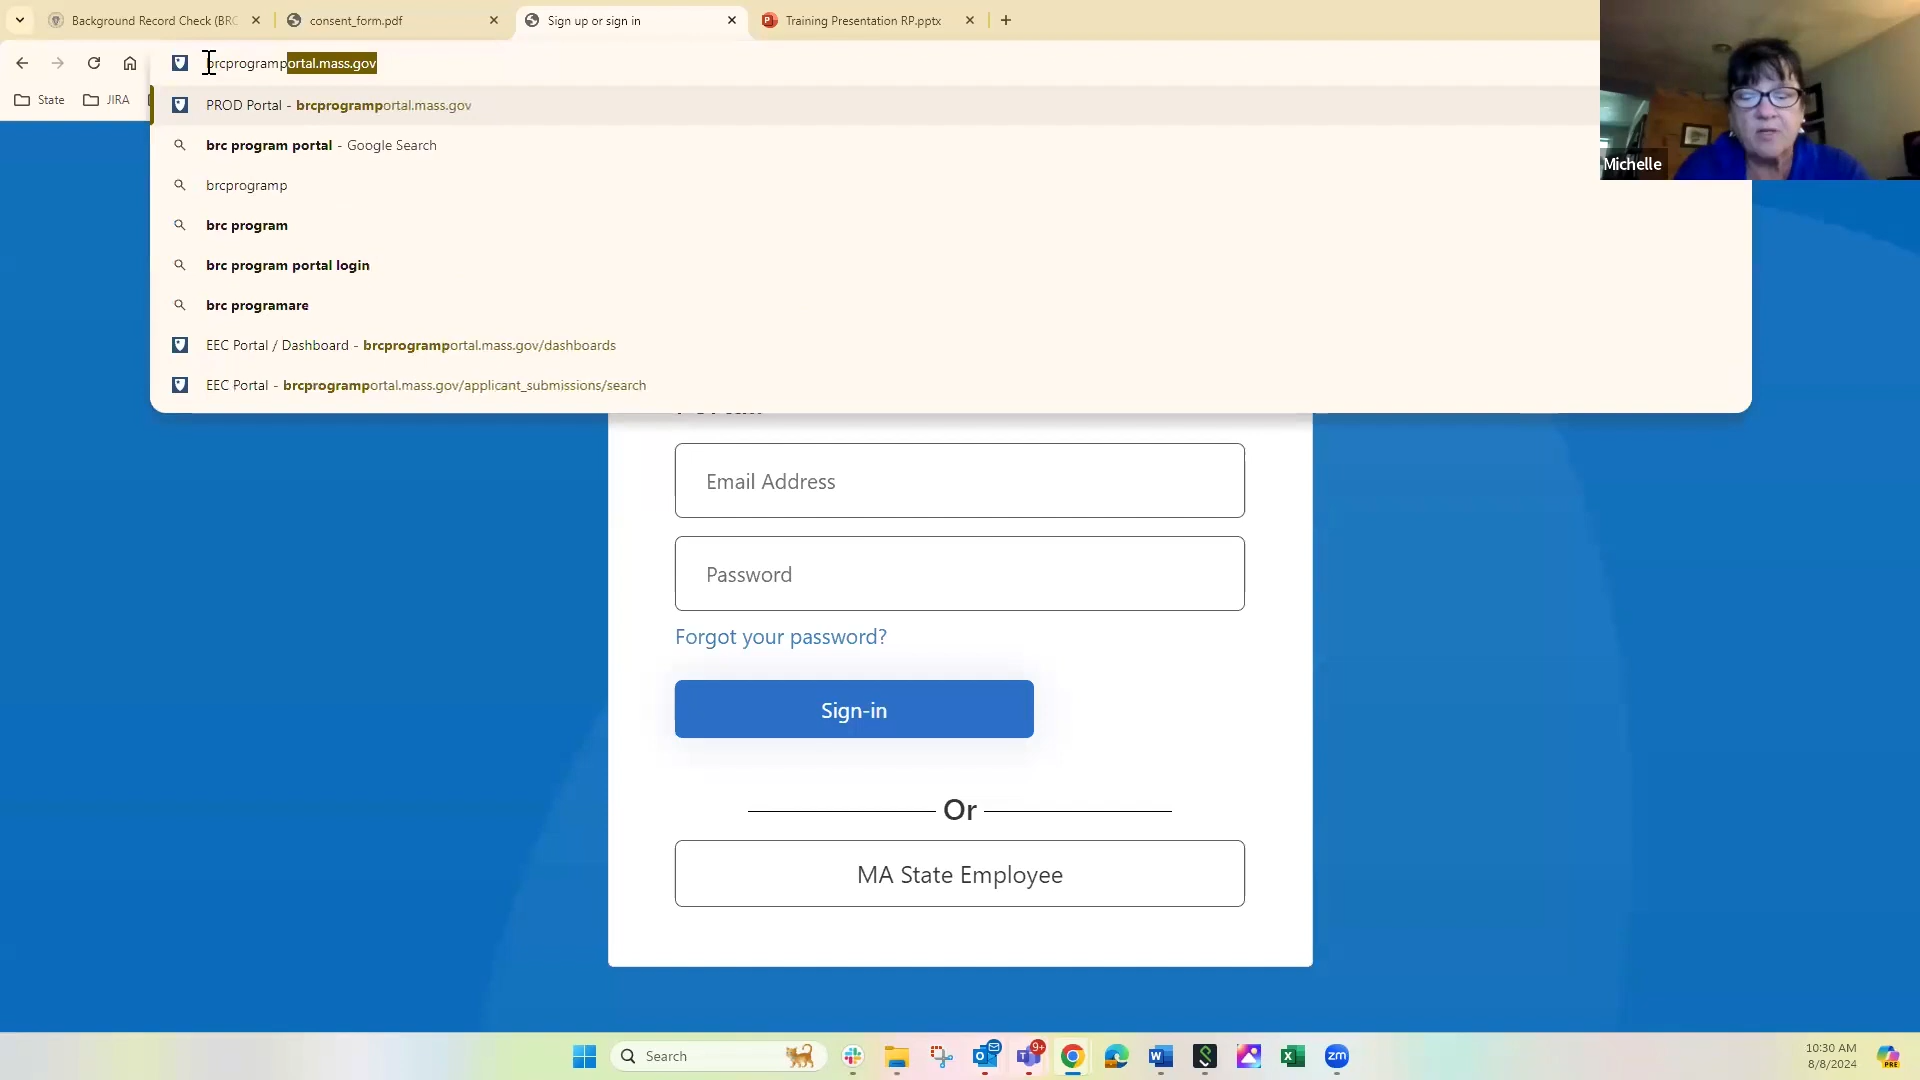 Background Record Check (BRC
consent_form.pdf
Sign up or sign in
Training Presentation RP.pptx
brcprogramportal.mass.gov
State
JIRA
PROD Portal - brcprogramportal.mass.gov
brc program portal - Google Search
brcprogramp
brc program
brc program portal login
brc programare
EEC Portal / Dashboard - brcprogramportal.mass.gov/dashboards
EEC Portal - brcprogramportal.mass.gov/applicant_submissions/search
Michelle
Email Address
Password
Forgot your password?
Sign-in
Or
MA State Employee
Search
9+
zm
10:30 AM
8/8/2024
PRE